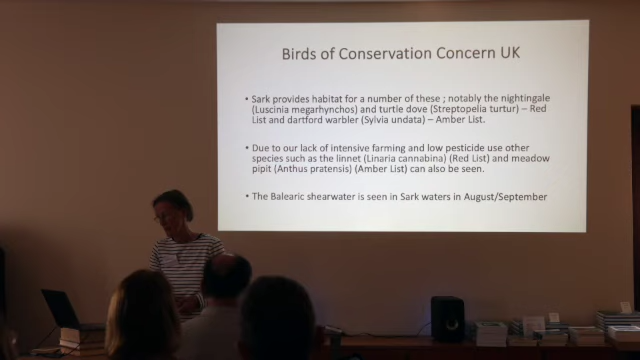 Birds of Conservation Concern UK
• Sark provides habitat for a number of these ; notably the nightingale
(Luscinia megarhynchos) and turtle dove (Streptopelia turtur) – Red
List and dartford warbler (Sylvia undata) – Amber List.
• Due to our lack of intensive farming and low pesticide use other
species such as the linnet (Linaria cannabina) (Red List) and meadow
pipit (Anthus pratensis) (Amber List) can also be seen.
• The Balearic shearwater is seen in Sark waters in August/September